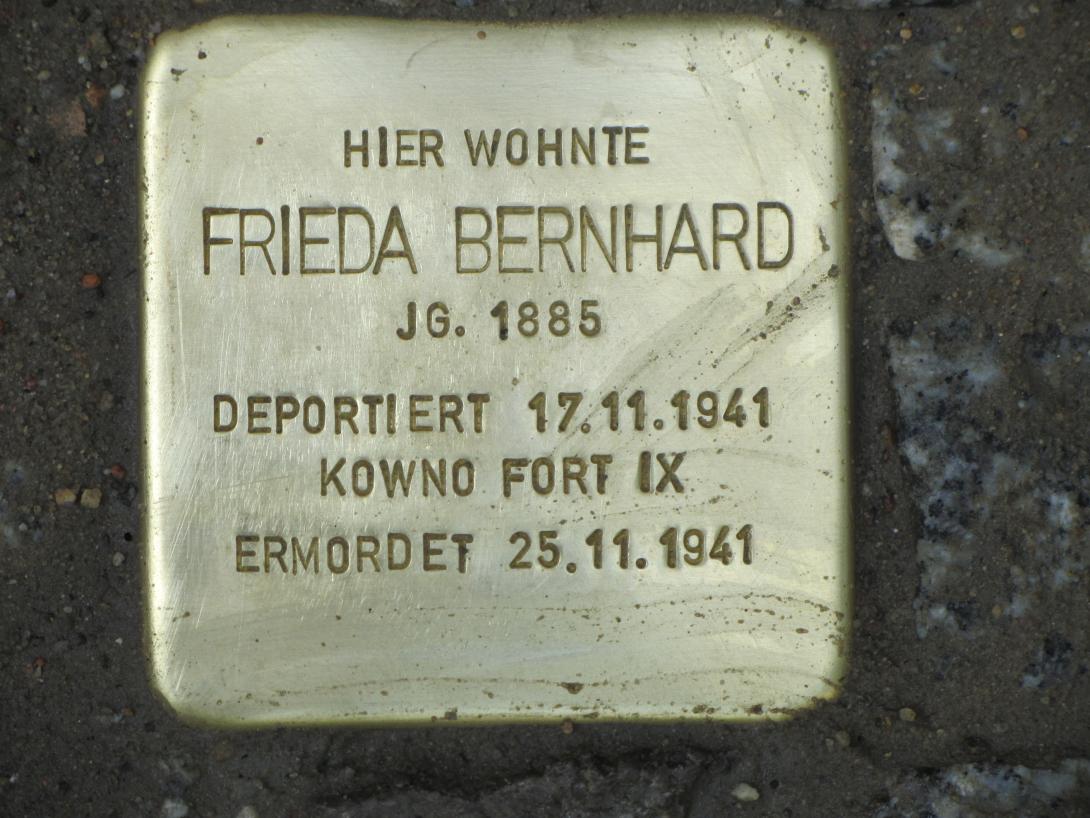 HIER WOHNTE
FRIEDA BERNHARD
JG. 1885
DEPORTIERT 17.11.1941
KOWNO FORT IX
ERMORDET 25.11.1941